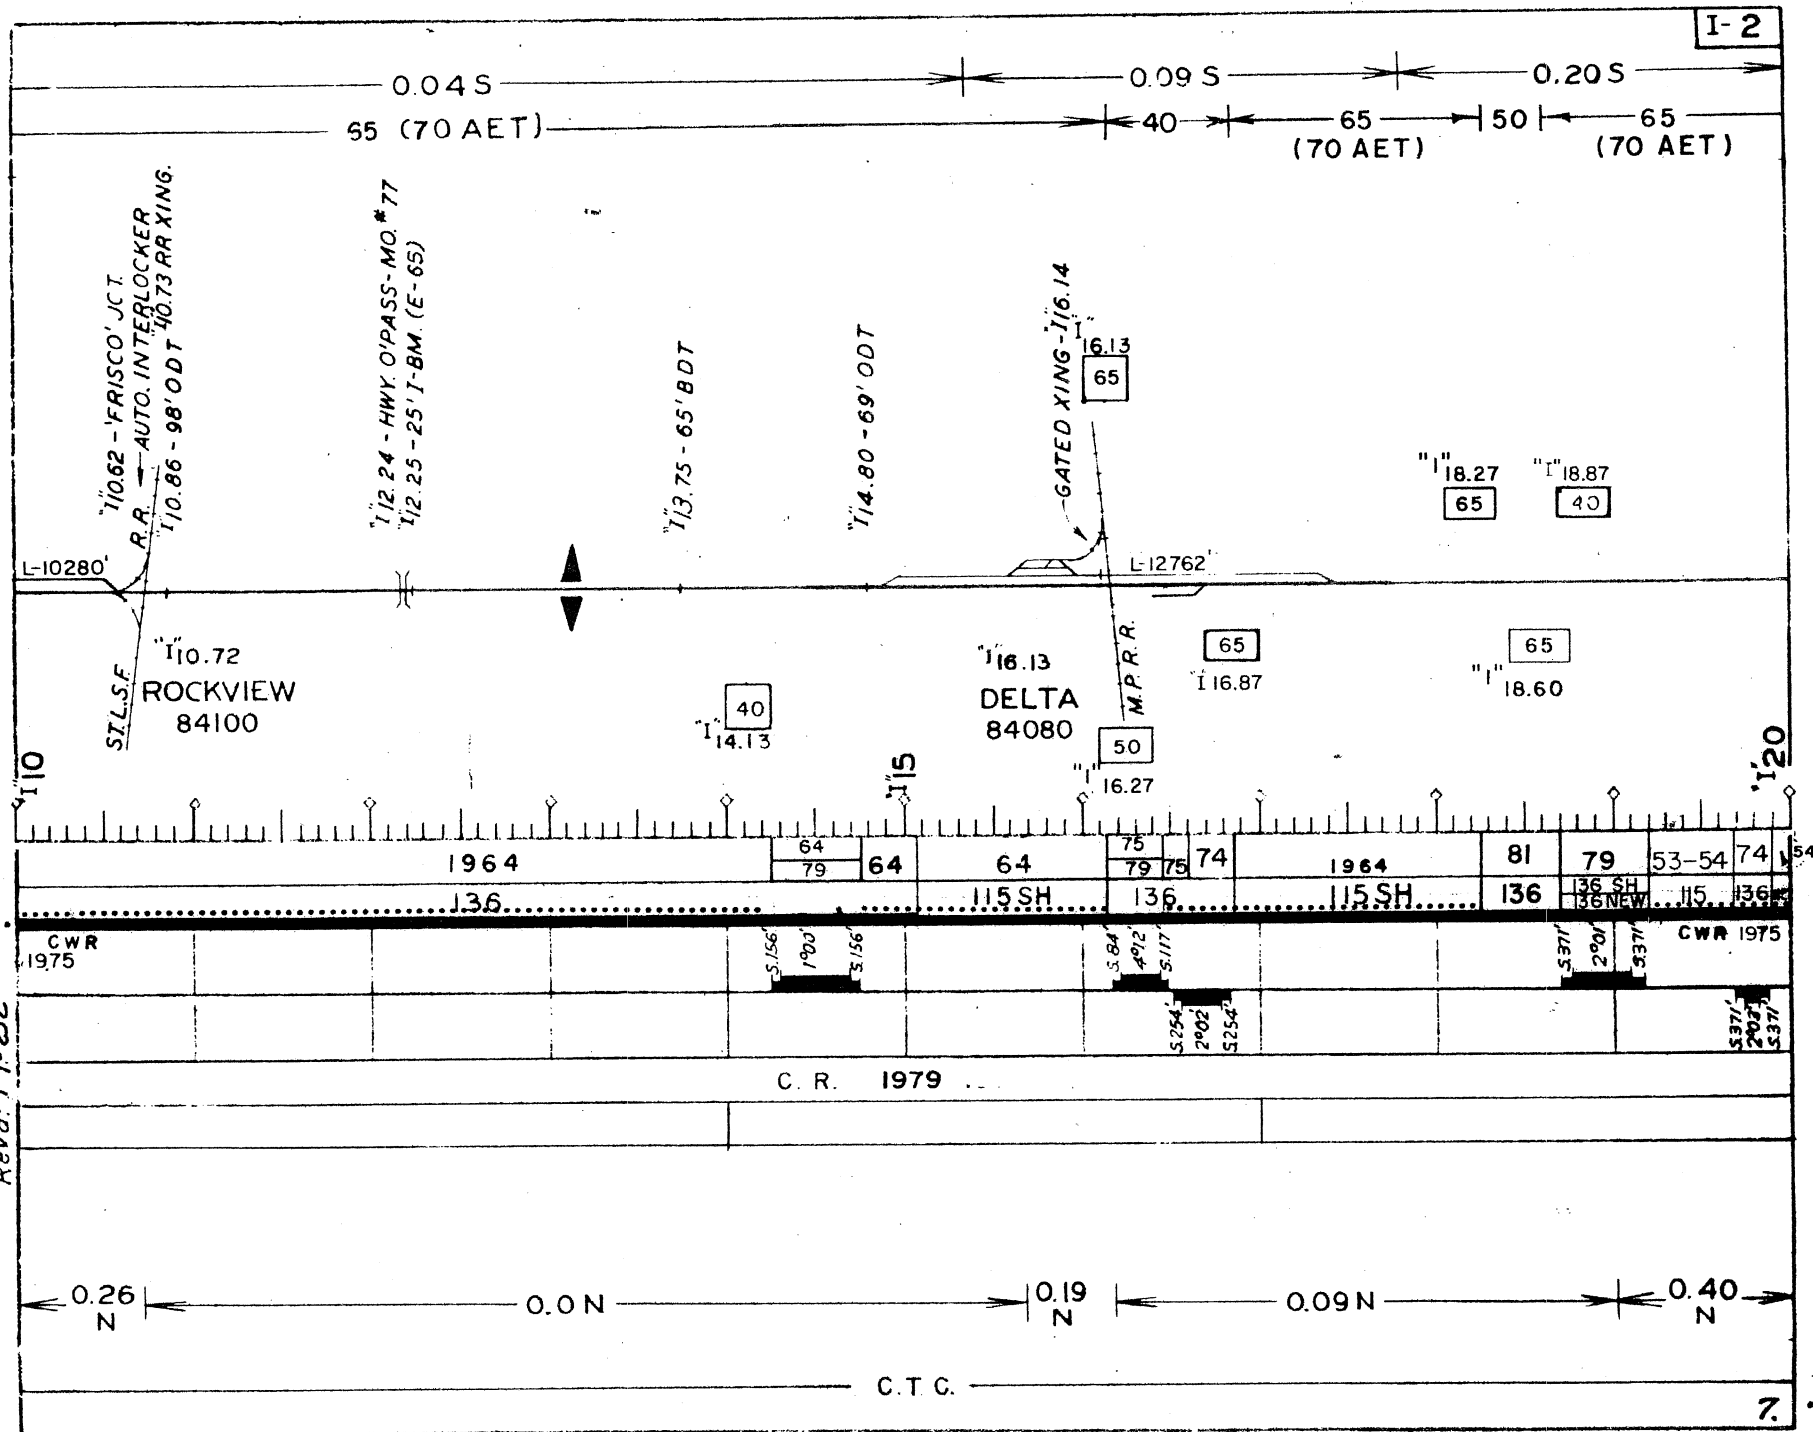 I-2
0.04 S
0.09 S
0.20 S
65 (70 AET)
40
65
(70 AET)
50
65
(70 AET)
"I"10.62 - 'FRISCO' JCT.
R.R. AUTO. INTERLOCKER
"I"10.86 - 98' ODT "I"40.73 RR XING.
"I"12.24 - HWY. O'PASS - MO. #77
"I"12.25 - 25' I-BM. (E-65)
"I"13.75 - 65' BDT
"I"14.80 - 69' ODT
GATED XING - "I"16.14
"I"16.13
65
"I"18.27
65
"I"18.87
40
L-10280'
L-12762'
"I"10.72
ROCKVIEW
84100
ST.L.S.F.
"I"16.13
DELTA
84080
M.P.R.R.
40
"I"14.13
65
"I"16.87
65
"I"18.60
50
"I"16.27
"I"10
"I"15
"I"20
1964
64
79
64
64
75
79
75
74
1964
81
79
53-54
74
54
136
115 SH
136
115 SH
136
136 SH
136 NEW
115
136
CWR
1975
S.156'
1°00'
S.156'
S.84'
4°12'
S.117'
S.371'
2°01'
S.371'
CWR 1975
S.254'
2°02'
S.254'
S.371'
2°03'
S.371'
C. R. 1979
0.26
N
0.0 N
0.19
N
0.09 N
0.40
N
C.T.C.
7.